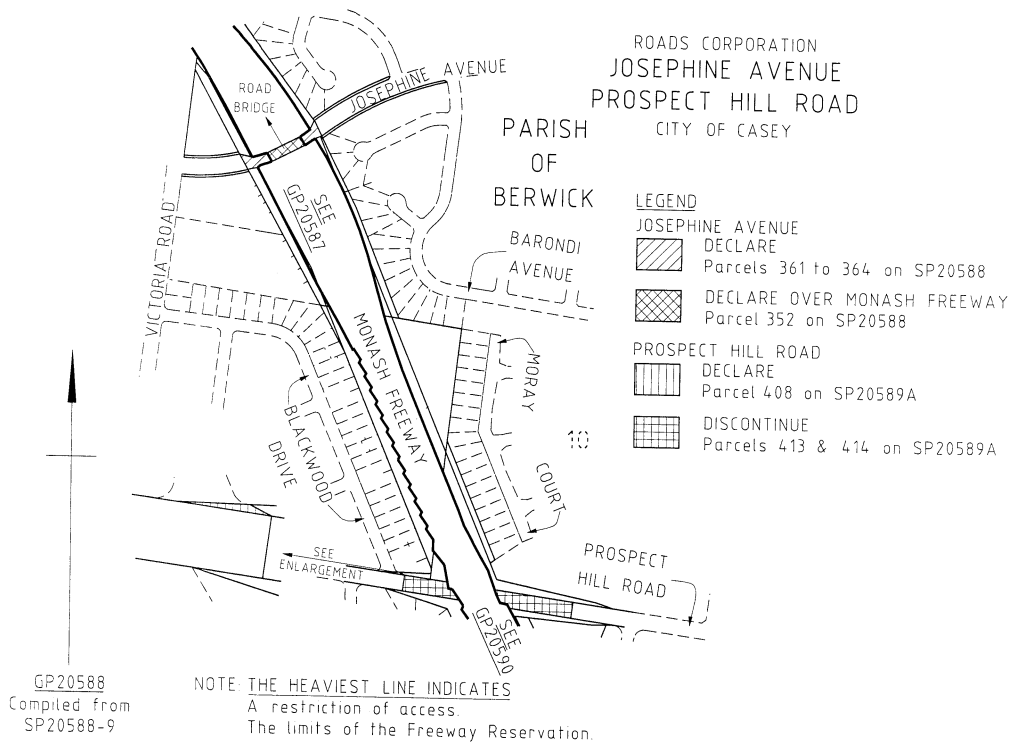 ROADS CORPORATION
JOSEPHINE AVENUE
PROSPECT HILL ROAD
CITY OF CASEY
PARISH
OF
BERWICK
ROAD
BRIDGE
JOSEPHINE AVENUE
SEE
GP20587
VICTORIA ROAD
BARONDI
AVENUE
MONASH FREEWAY
MORAY
COURT
10
BLACKWOOD
DRIVE
SEE
ENLARGEMENT
PROSPECT
HILL ROAD
SEE
GP20590
LEGEND
JOSEPHINE AVENUE
DECLARE
Parcels 361 to 364 on SP20588
DECLARE OVER MONASH FREEWAY
Parcel 352 on SP20588
PROSPECT HILL ROAD
DECLARE
Parcel 408 on SP20589A
DISCONTINUE
Parcels 413 & 414 on SP20589A
GP20588
Compiled from
SP20588-9
NOTE: THE HEAVIEST LINE INDICATES
A restriction of access.
The limits of the Freeway Reservation.